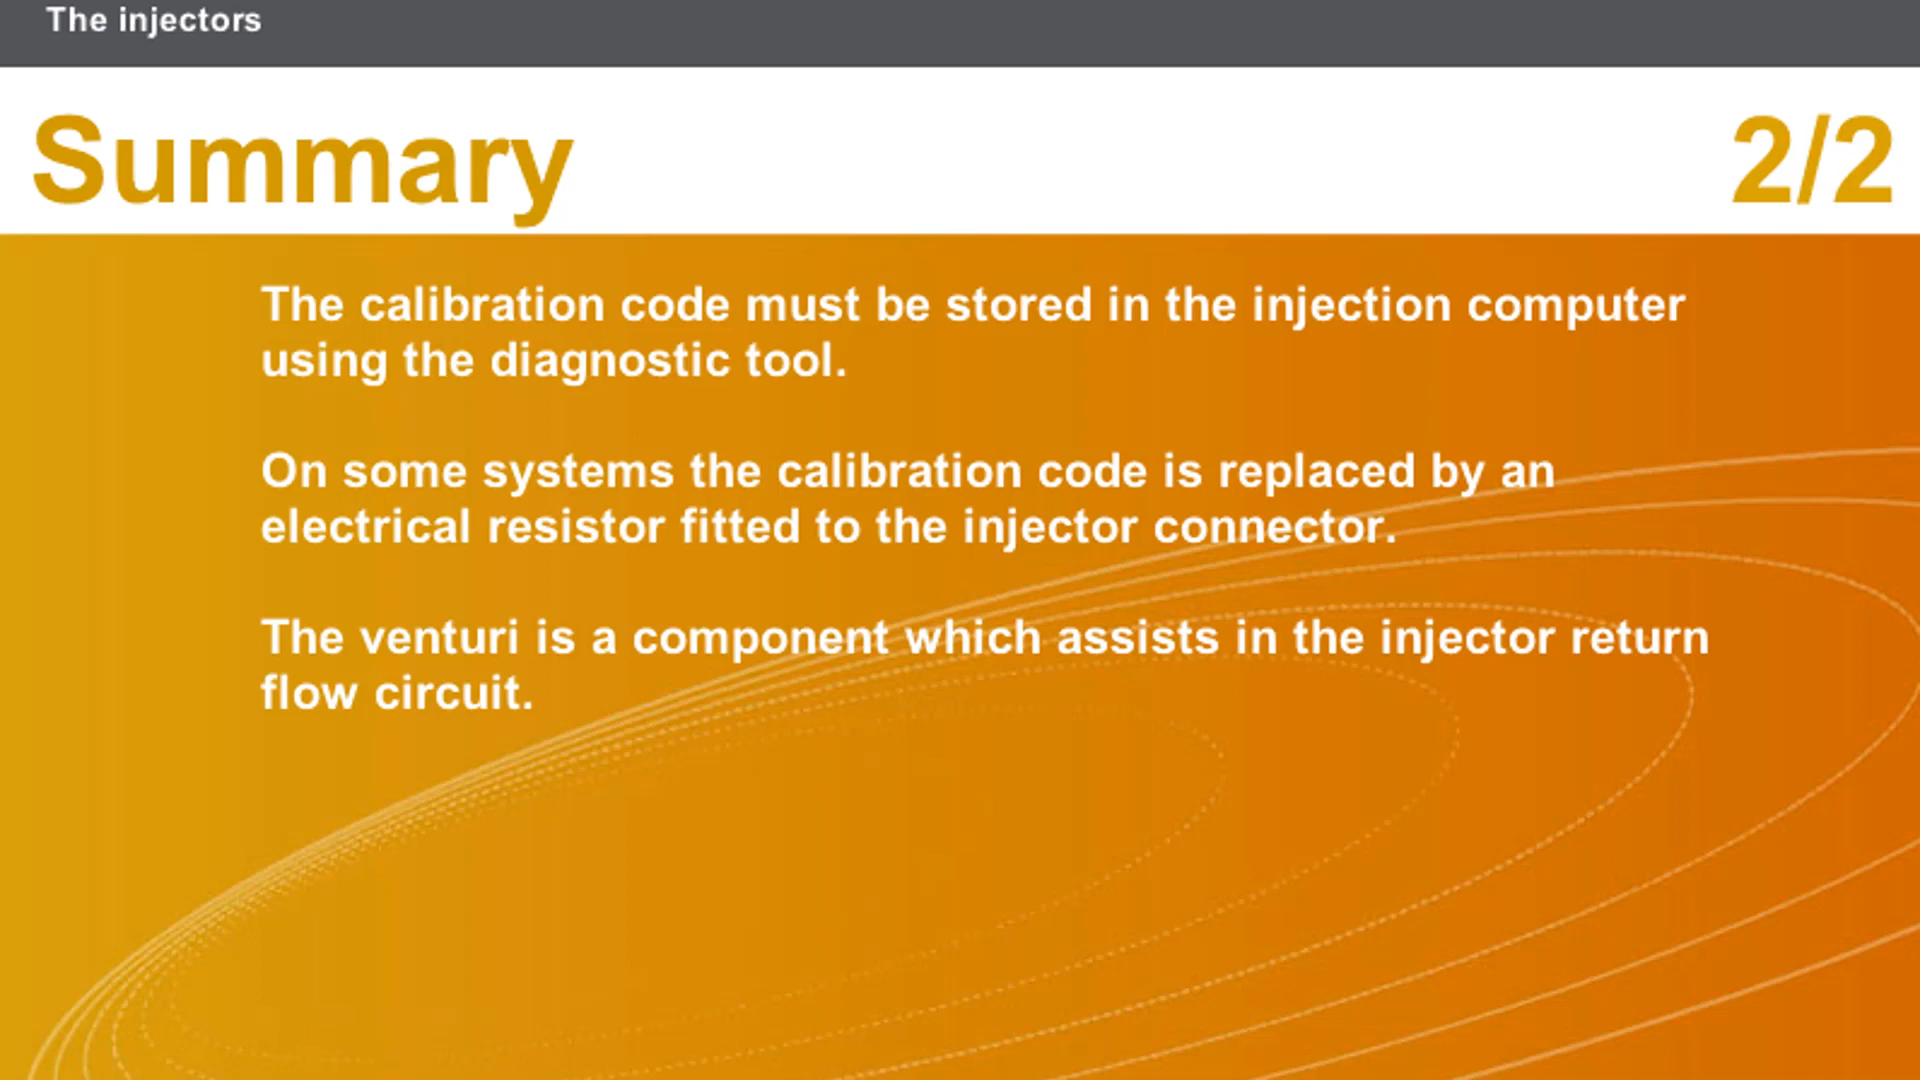 The injectors
Summary 2/2
The calibration code must be stored in the injection computer
using the diagnostic tool.
On some systems the calibration code is replaced by an
electrical resistor fitted to the injector connector.
The venturi is a component which assists in the injector return
flow circuit.